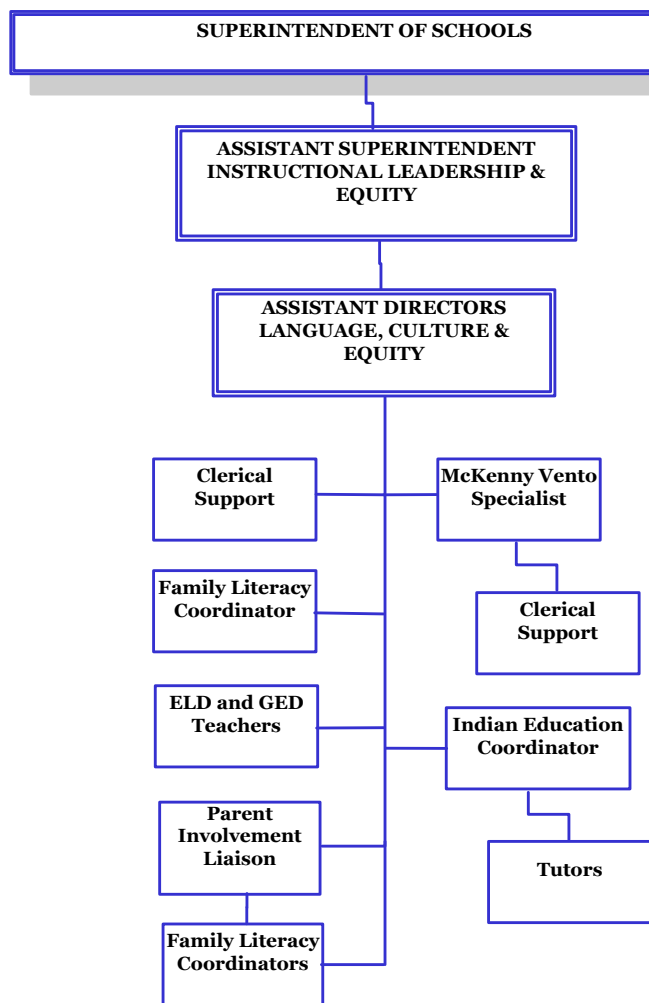 SUPERINTENDENT OF SCHOOLS
ASSISTANT SUPERINTENDENT
INSTRUCTIONAL LEADERSHIP &
EQUITY
ASSISTANT DIRECTORS
LANGUAGE, CULTURE &
EQUITY
Clerical
Support
McKenny Vento
Specialist
Family Literacy
Coordinator
Clerical
Support
ELD and GED
Teachers
Indian Education
Coordinator
Parent
Involvement
Liaison
Tutors
Family Literacy
Coordinators